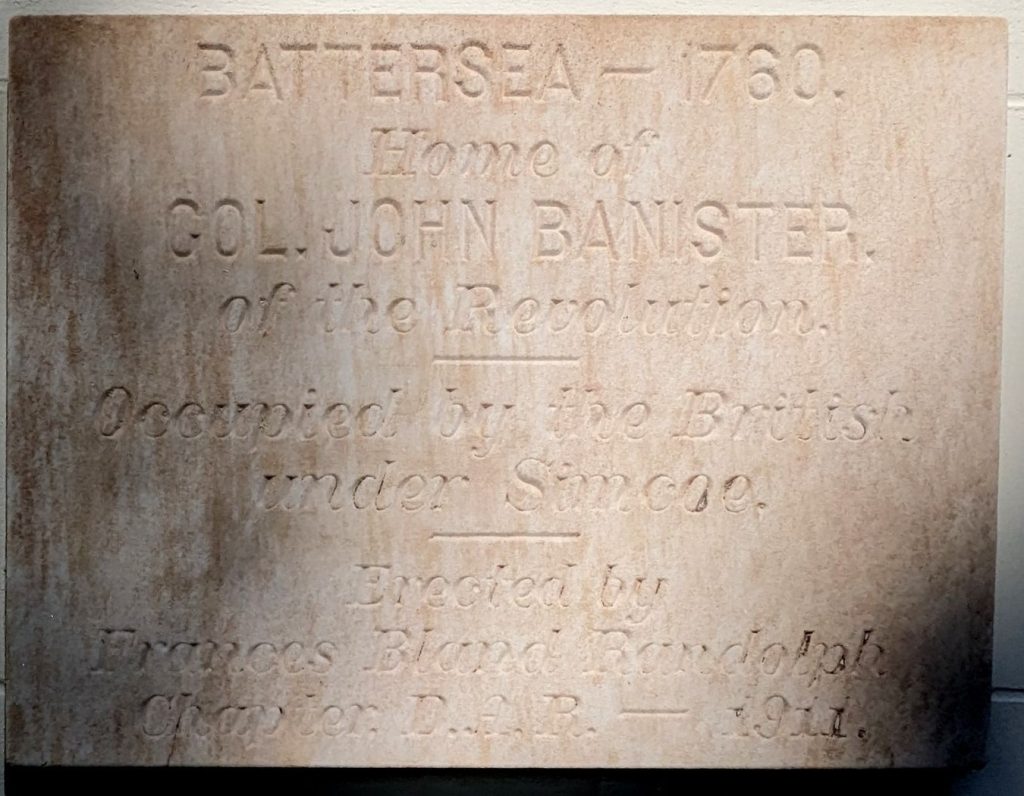 BATTERSEA — 1760.
Home of
COL. JOHN BANISTER.
of the Revolution.
Occupied by the British
under Simcoe.
Erected by
Frances Bland Randolph
Chapter. D.A.R. — 1911.